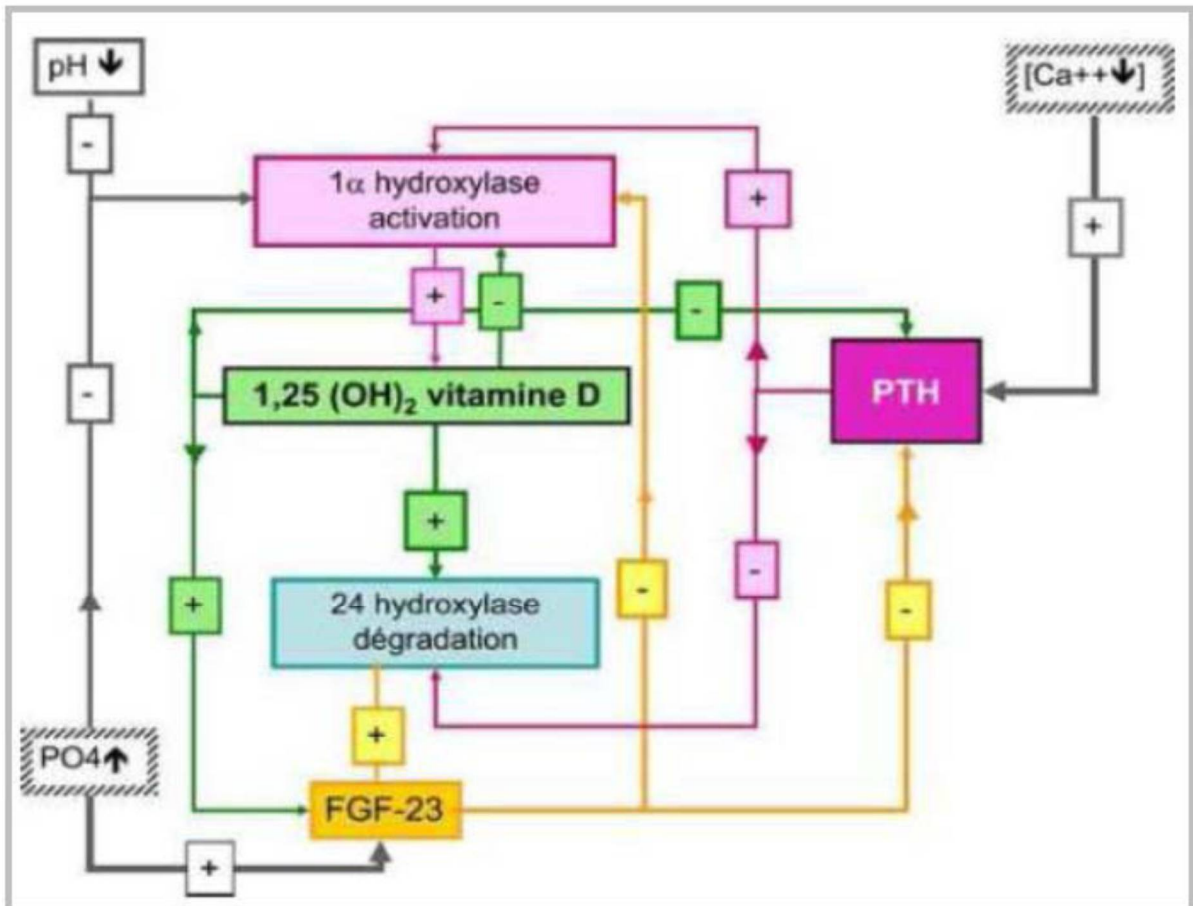 pH ↓
[Ca++↓]
-
1α hydroxylase
activation
+
+
+
-
-
-
1,25 (OH)₂ vitamine D
PTH
+
-
-
-
+
24 hydroxylase
dégradation
+
PO4↑
FGF-23
+